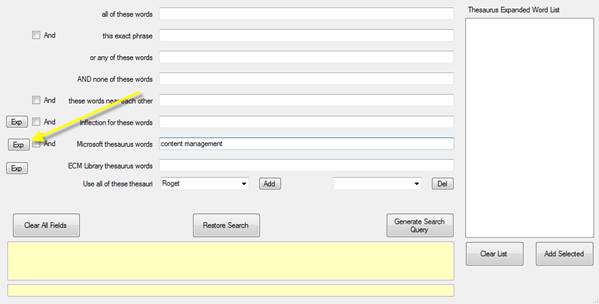 all of these words
Thesaurus Expanded Word List
And this exact phrase
or any of these words
AND none of these words
And these words near each other
Exp And Inflection for these words
Exp And Microsoft thesaurus words content management
Exp ECM Library thesaurus words
Use all of these thesauri Roget Add Del
Clear All Fields Restore Search Generate Search Query
Clear List Add Selected